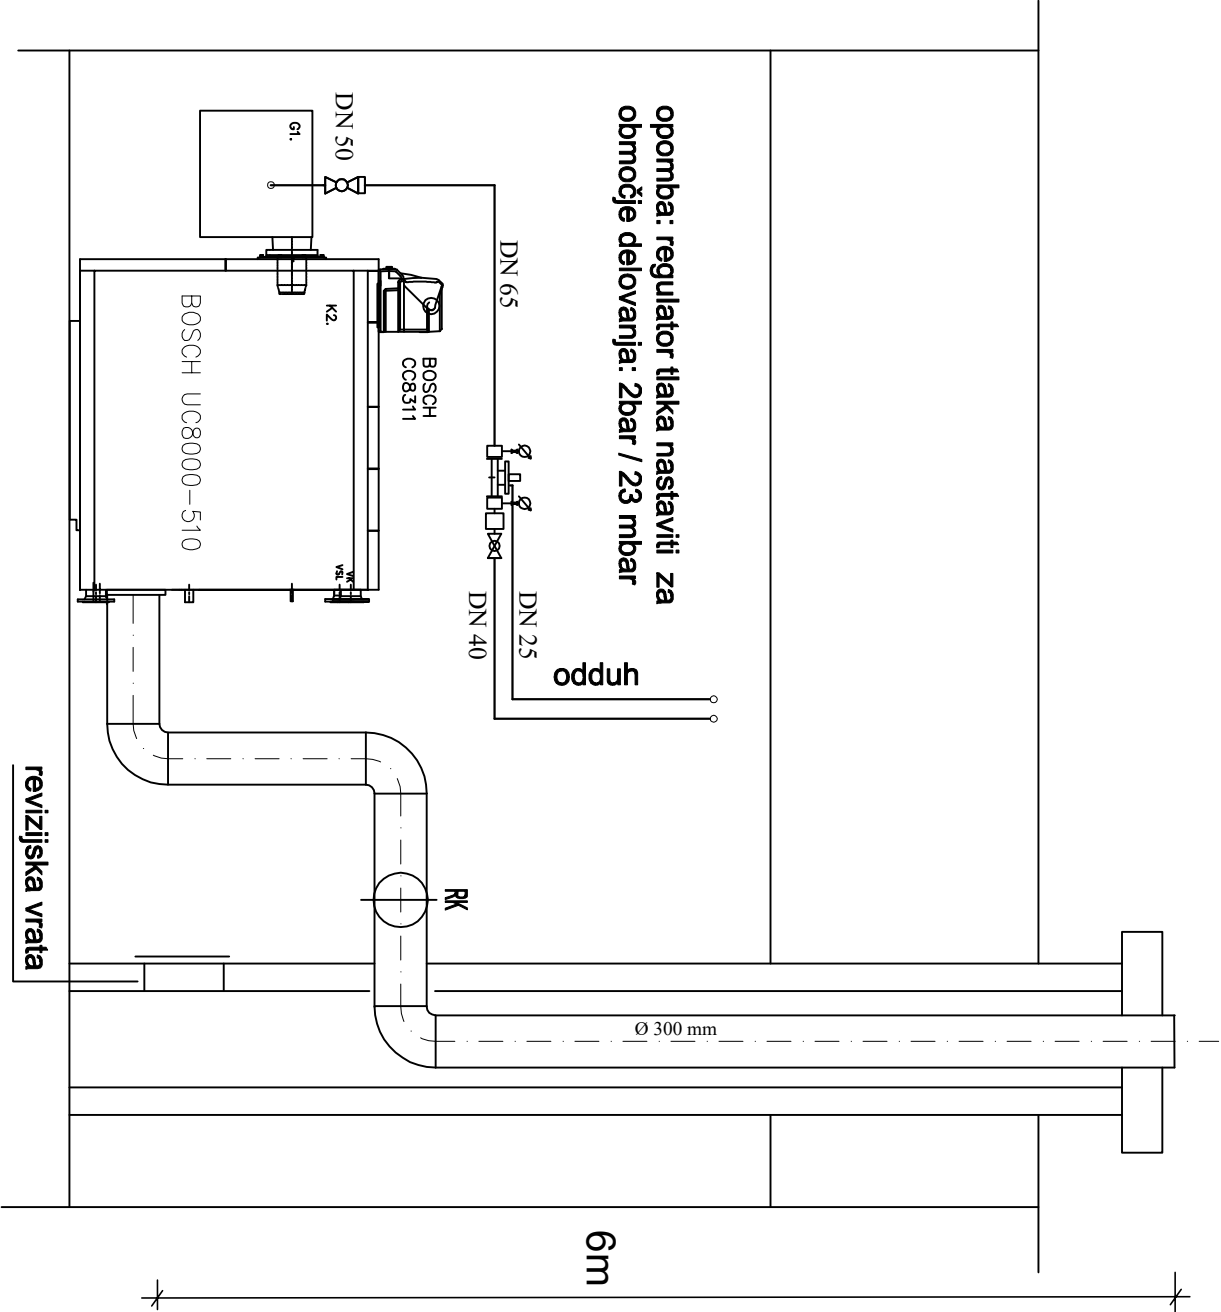 opomba: regulator tlaka nastaviti za
območje delovanja: 2bar / 23 mbar
DN 50
G1.
DN 65
K2.
BOSCH
CC8311
BOSCH UC8000-510
VK
VSL
DN 25
DN 40
odduh
RK
revizijska vrata
Ø 300 mm
6m